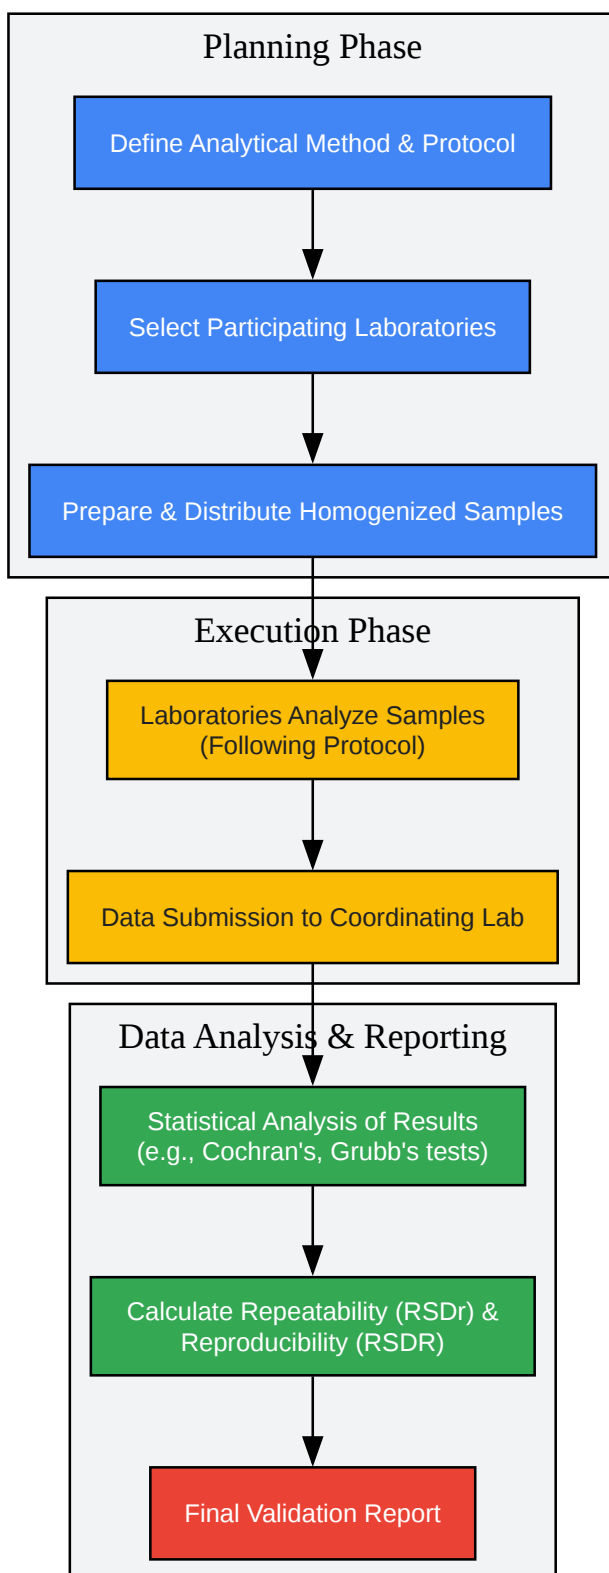 Planning Phase
Define Analytical Method & Protocol
Select Participating Laboratories
Prepare & Distribute Homogenized Samples
Execution Phase
Laboratories Analyze Samples
(Following Protocol)
Data Submission to Coordinating Lab
Data Analysis & Reporting
Statistical Analysis of Results
(e.g., Cochran's, Grubb's tests)
Calculate Repeatability (RSDr) &
Reproducibility (RSDR)
Final Validation Report